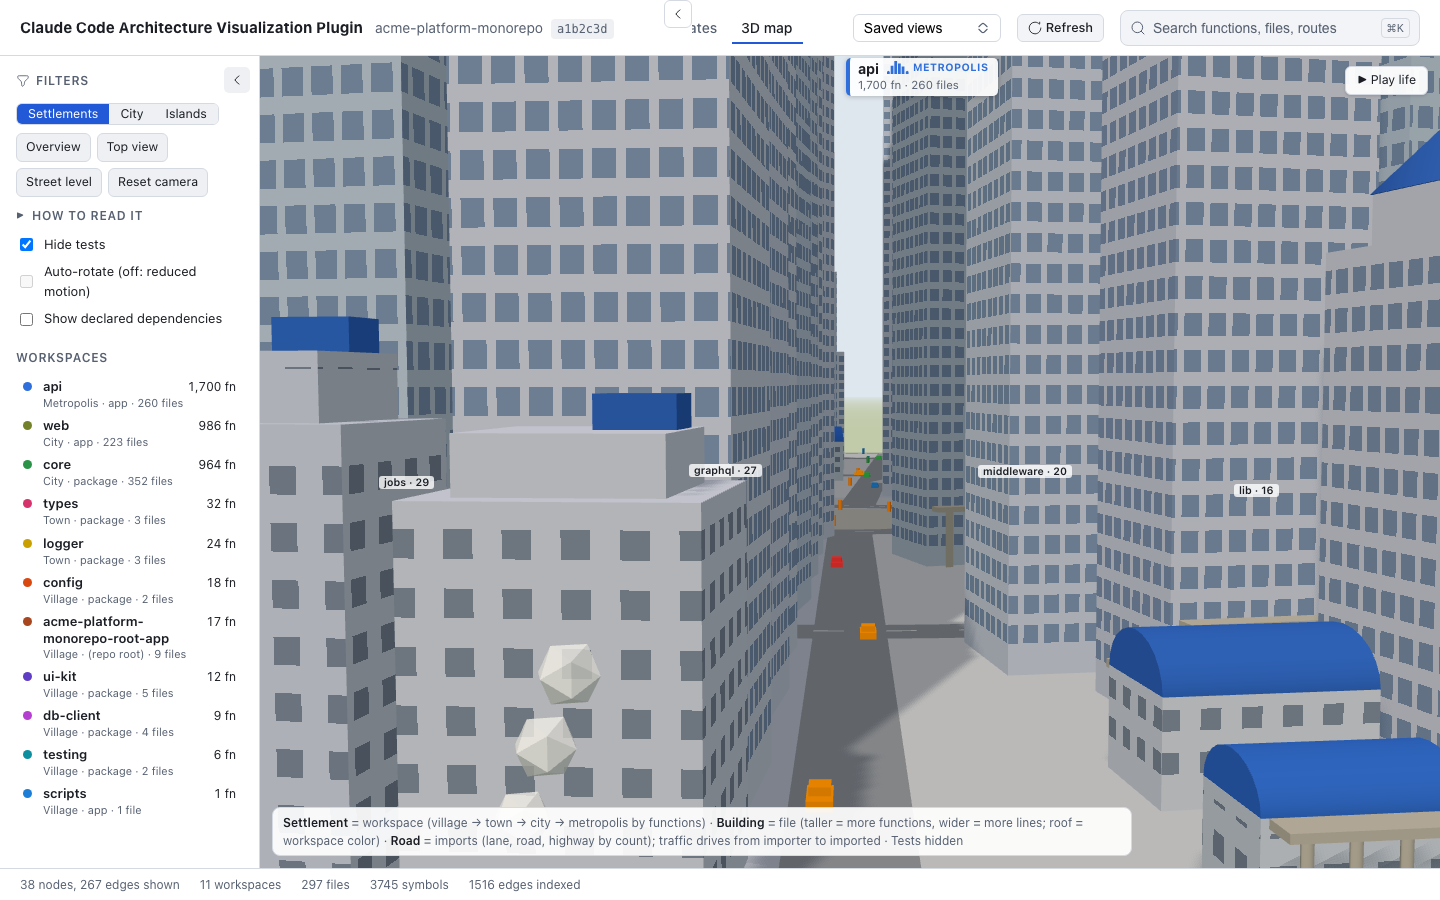 Claude Code Architecture Visualization Plugin acme-platform-monorepo a1b2c3d ates 3D map Saved views Refresh Search functions, files, routes ⌘K
FILTERS
Settlements City Islands
Overview Top view
Street level Reset camera
HOW TO READ IT
Hide tests
Auto-rotate (off: reduced
motion)
Show declared dependencies
WORKSPACES
api 1,700 fn
Metropolis · app · 260 files
web 986 fn
City · app · 223 files
core 964 fn
City · package · 352 files
types 32 fn
Town · package · 3 files
logger 24 fn
Town · package · 3 files
config 18 fn
Village · package · 2 files
acme-platform- 17 fn
monorepo-root-app
Village · (repo root) · 9 files
ui-kit 12 fn
Village · package · 5 files
db-client 9 fn
Village · package · 4 files
testing 6 fn
Village · package · 2 files
scripts 1 fn
Village · app · 1 file
api METROPOLIS
1,700 fn · 260 files
Play life
jobs · 29
graphql · 27
middleware · 20
lib · 16
Settlement = workspace (village → town → city → metropolis by functions) · Building = file (taller = more functions, wider = more lines; roof =
workspace color) · Road = imports (lane, road, highway by count); traffic drives from importer to imported · Tests hidden
38 nodes, 267 edges shown 11 workspaces 297 files 3745 symbols 1516 edges indexed